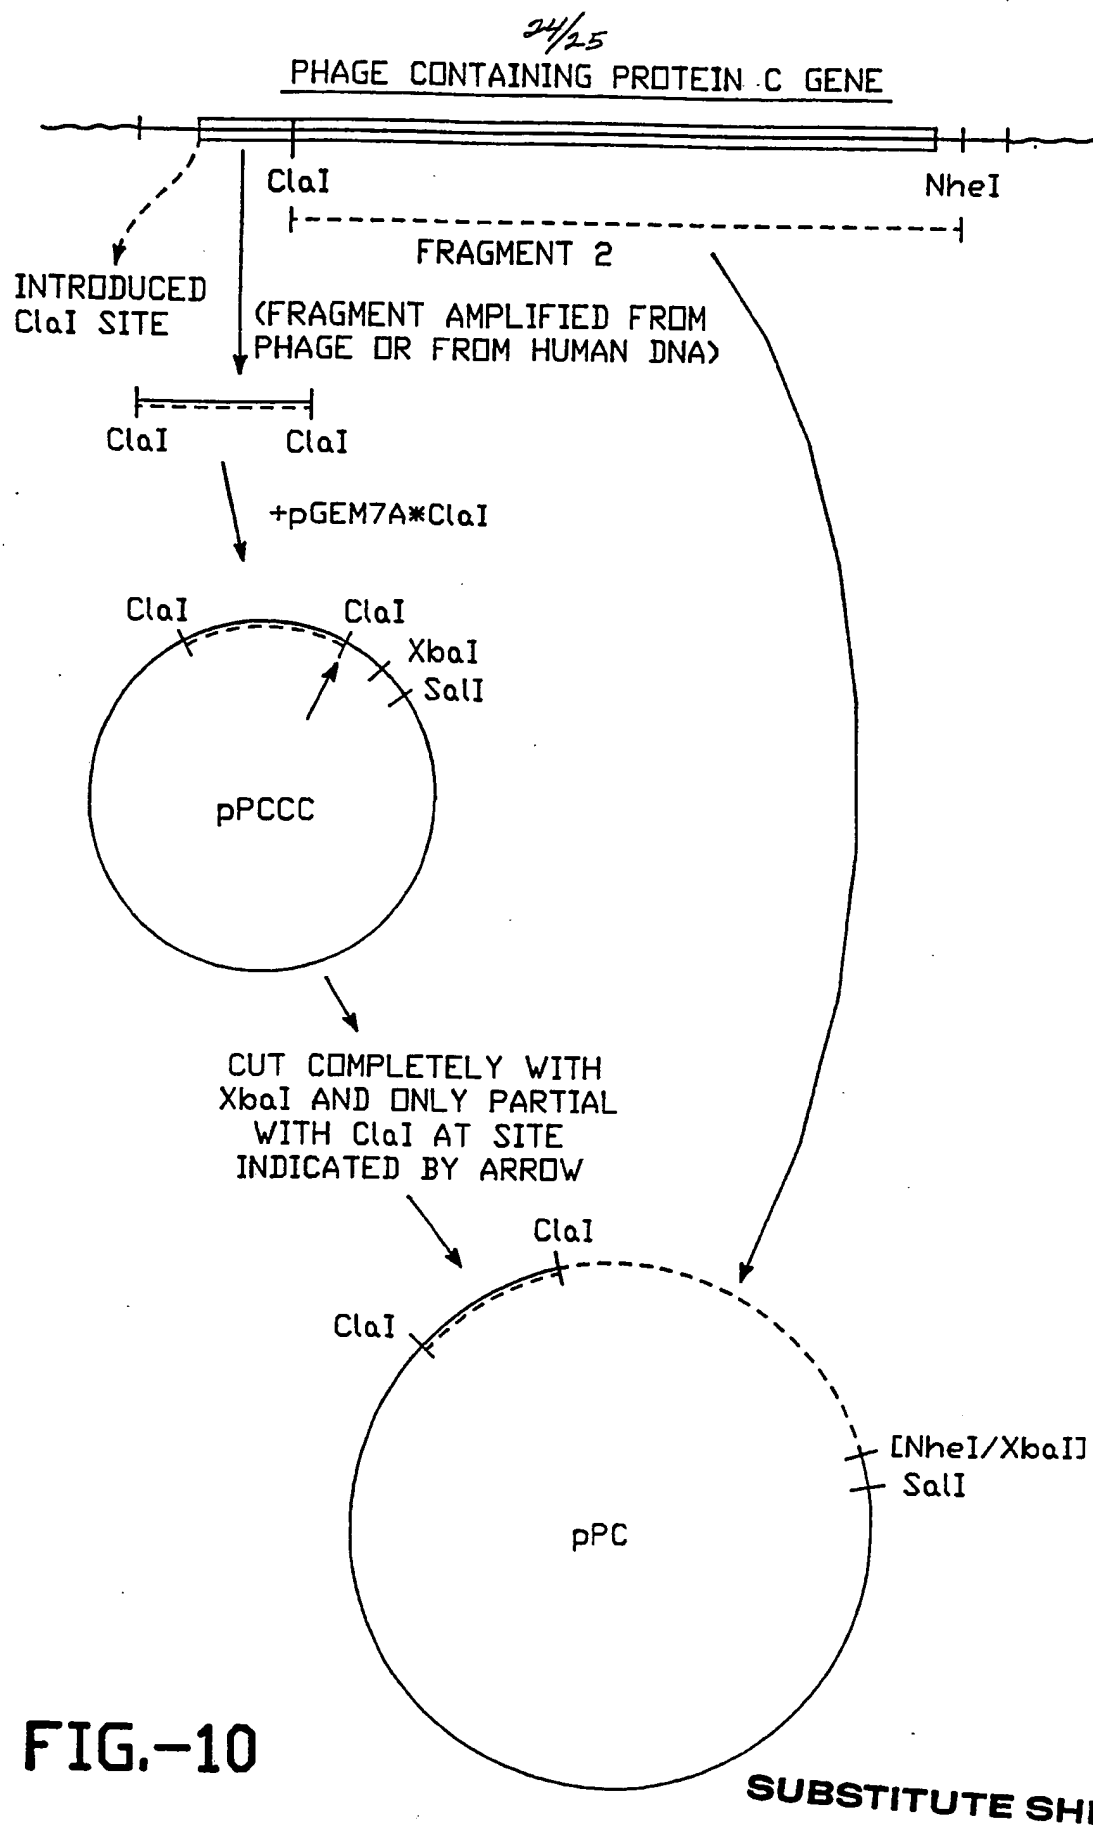 24/25
PHAGE CONTAINING PROTEIN C GENE
ClaI
NheI
FRAGMENT 2
INTRODUCED
ClaI SITE
(FRAGMENT AMPLIFIED FROM
PHAGE OR FROM HUMAN DNA)
ClaI ClaI
+pGEM7A*ClaI
ClaI ClaI
XbaI
SalI
pPCCC
CUT COMPLETELY WITH
XbaI AND ONLY PARTIAL
WITH ClaI AT SITE
INDICATED BY ARROW
ClaI
ClaI
[NheI/XbaI]
SalI
pPC
FIG.-10
SUBSTITUTE